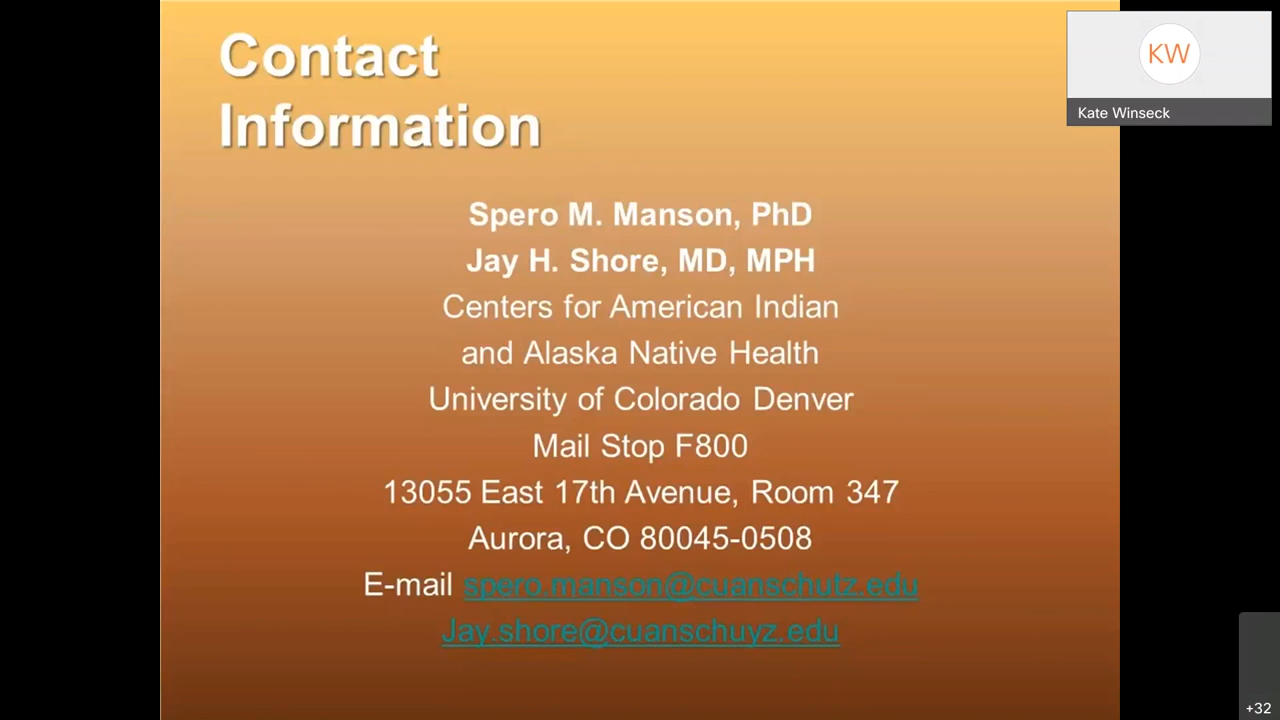 Contact
Information
KW
Kate Winseck
Spero M. Manson, PhD
Jay H. Shore, MD, MPH
Centers for American Indian
and Alaska Native Health
University of Colorado Denver
Mail Stop F800
13055 East 17th Avenue, Room 347
Aurora, CO 80045-0508
E-mail spero.manson@cuanschutz.edu
Jay.shore@cuanschuyz.edu
+32